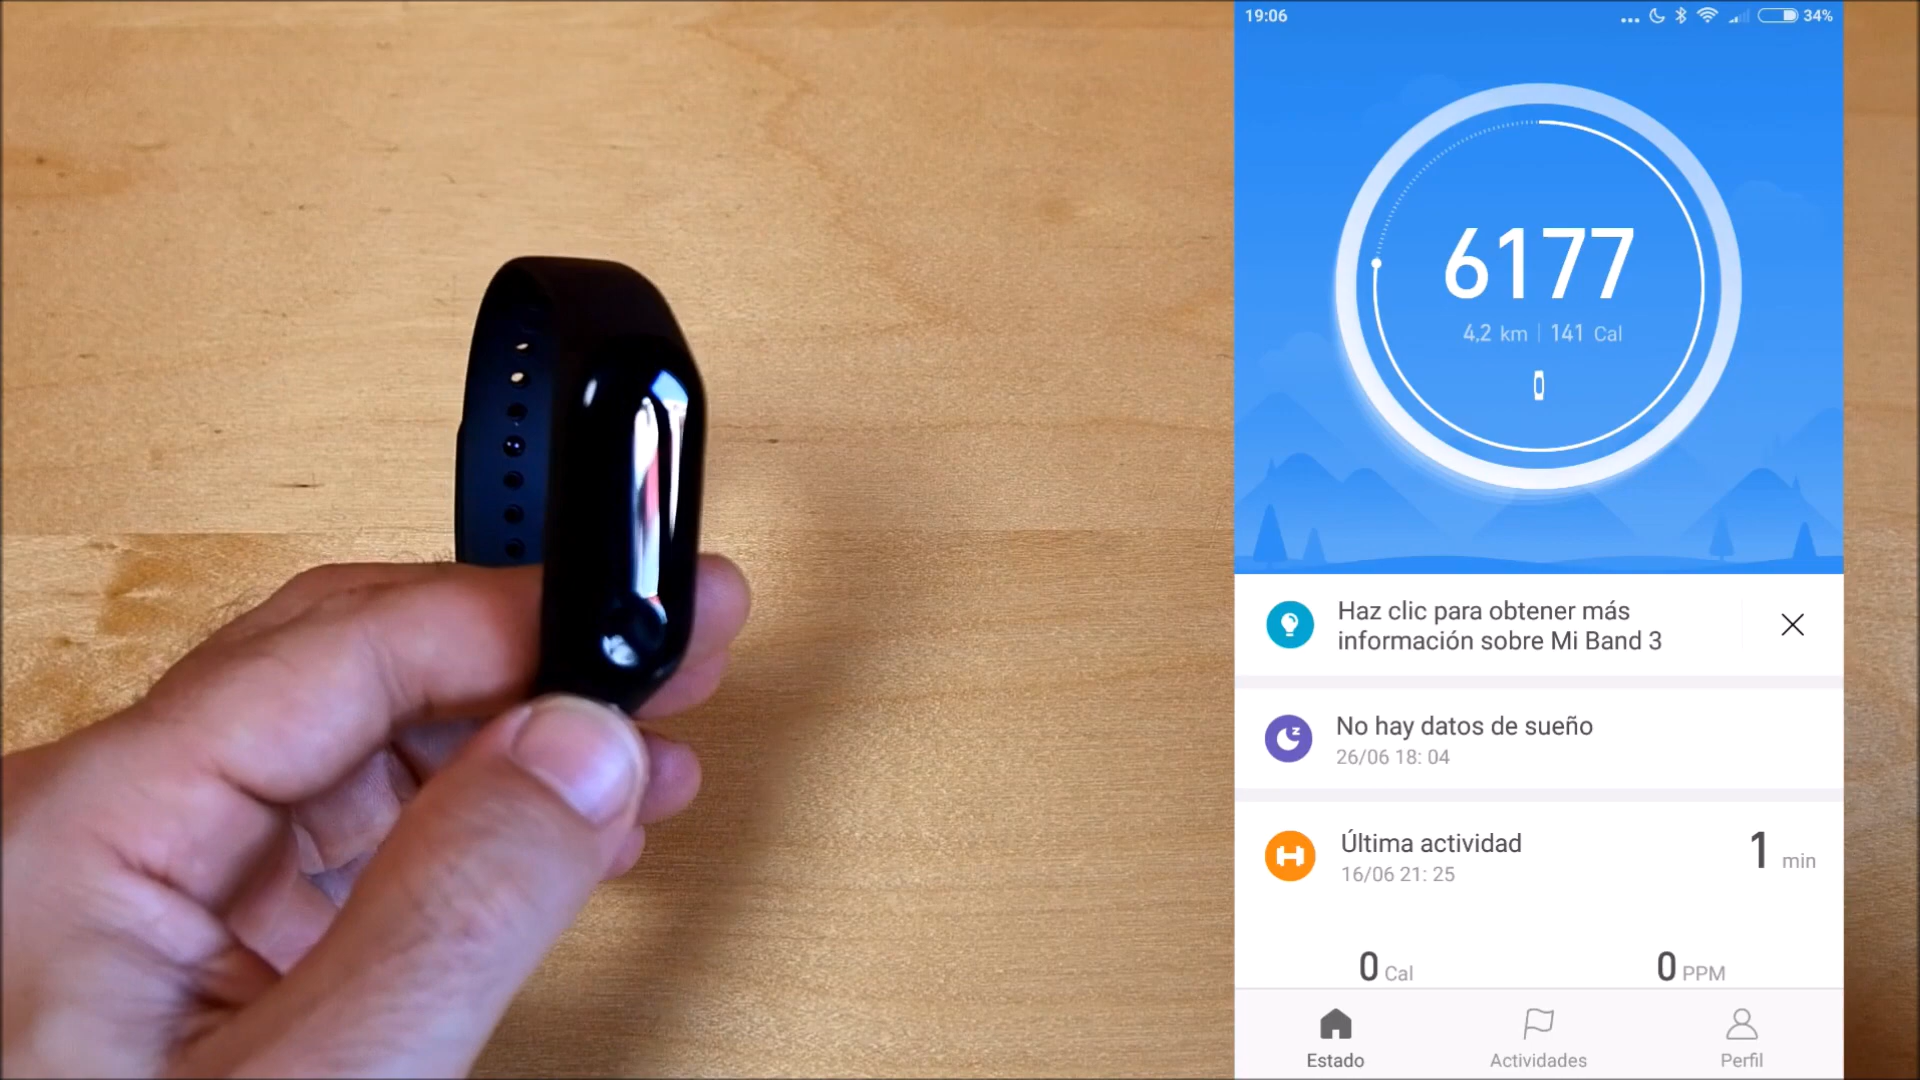 19:06
34%
6177
4,2 km | 141 Cal
Haz clic para obtener más
información sobre Mi Band 3
No hay datos de sueño
26/06 18: 04
Última actividad
16/06 21: 25
1 min
0 Cal
0 PPM
Estado
Actividades
Perfil